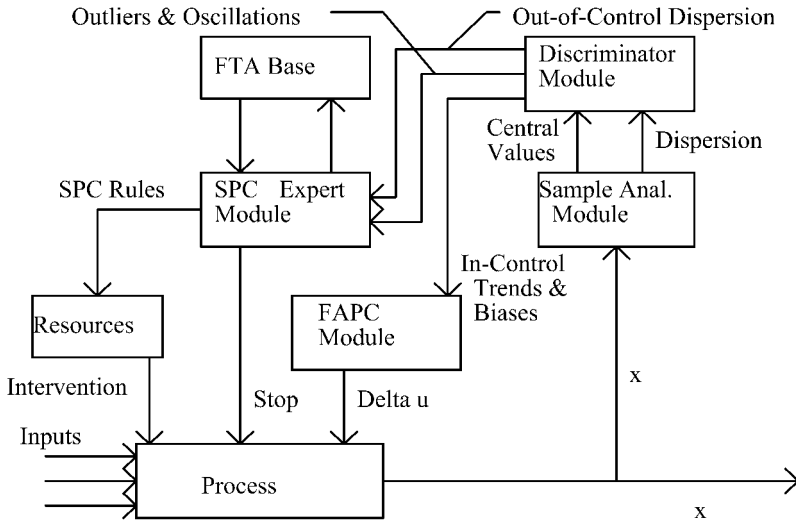 Outliers & Oscillations
Out-of-Control Dispersion
FTA Base
Discriminator
Module
Central
Values
Dispersion
SPC Rules
SPC Expert
Module
Sample Anal.
Module
In-Control
Trends &
Biases
Resources
FAPC
Module
Intervention
Stop
Delta u
x
Inputs
Process
x